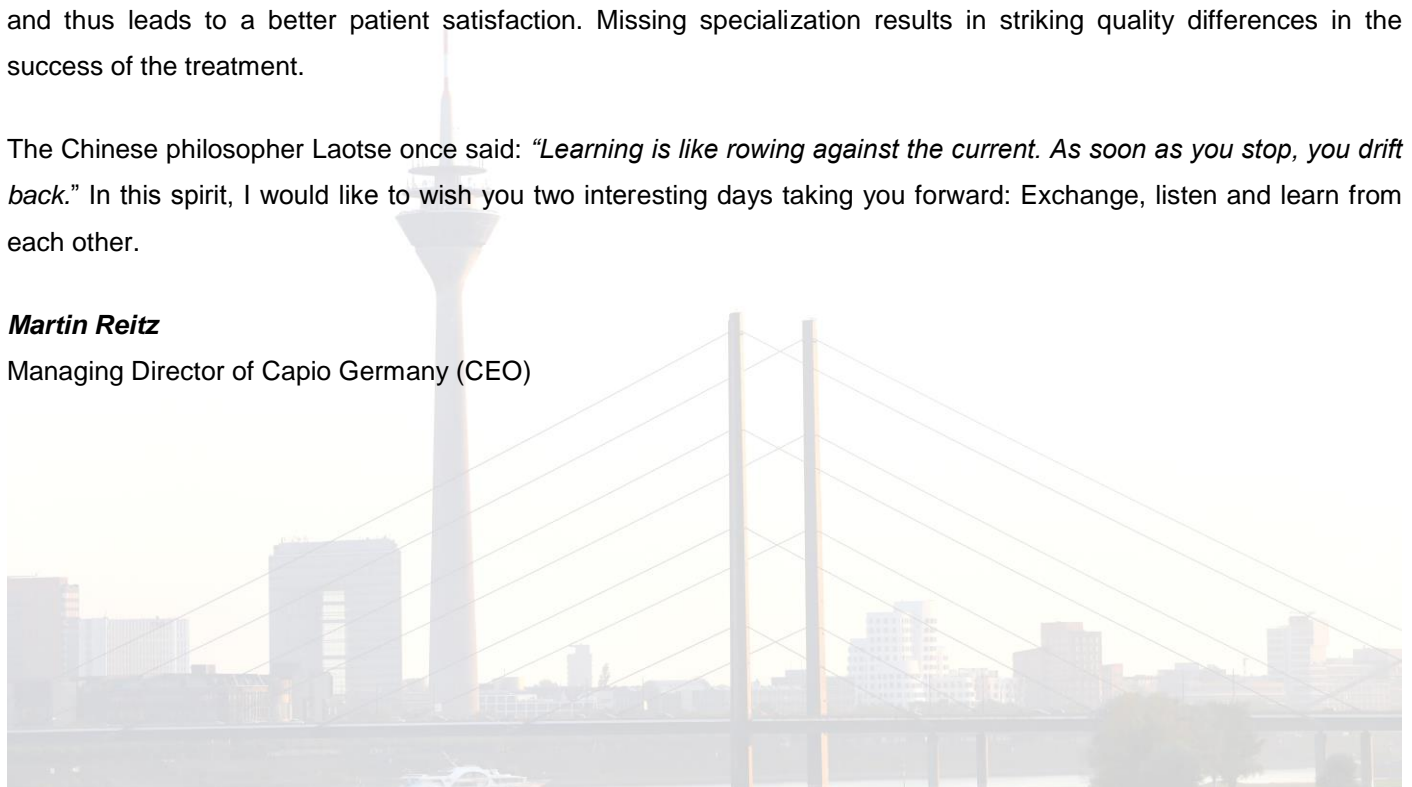 and thus leads to a better patient satisfaction. Missing specialization results in striking quality differences in the
success of the treatment.
The Chinese philosopher Laotse once said: “Learning is like rowing against the current. As soon as you stop, you drift
back.” In this spirit, I would like to wish you two interesting days taking you forward: Exchange, listen and learn from
each other.
Martin Reitz
Managing Director of Capio Germany (CEO)